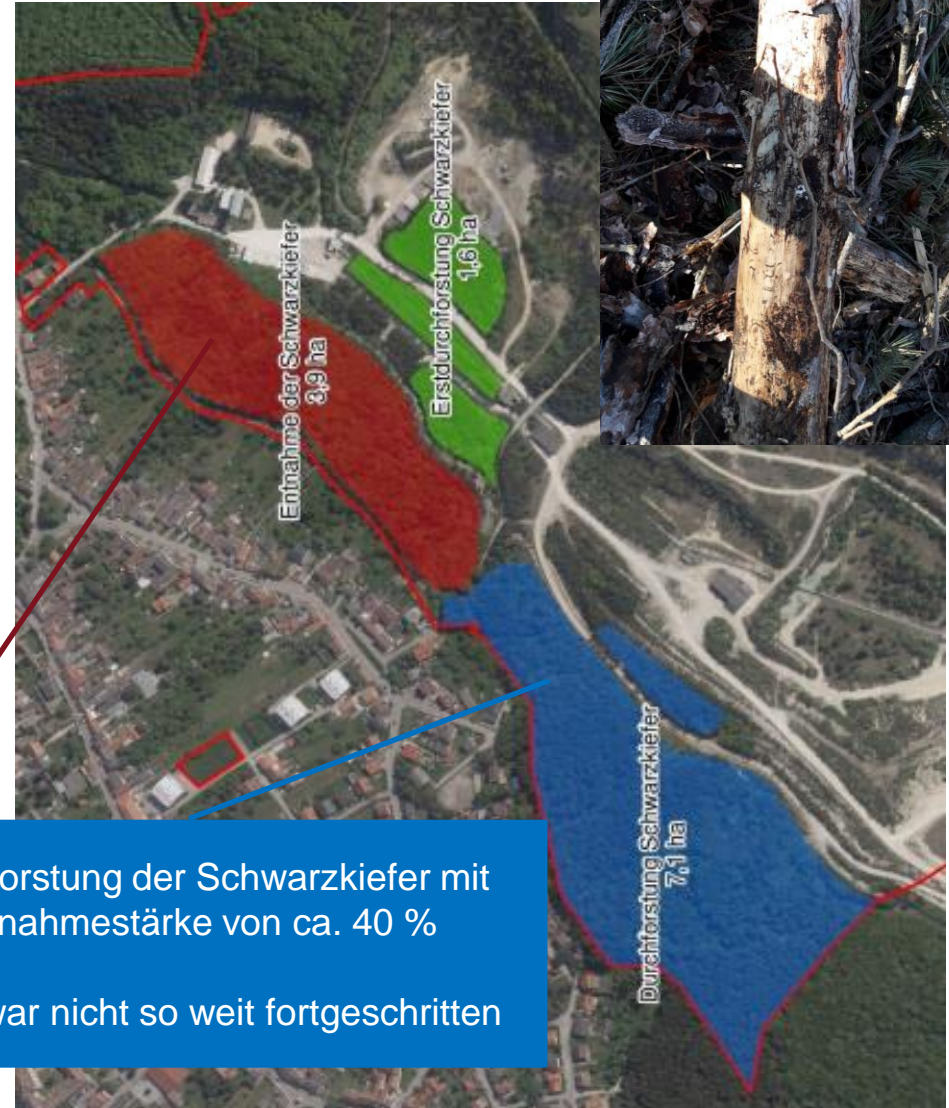 Entnahme der Schwarzkiefer
3,9 ha
Erstdurchforstung Schwarzkiefer
1,6 ha
Durchforstung Schwarzkiefer
7,1 ha
orstung der Schwarzkiefer mit
nahmestärke von ca. 40 %
war nicht so weit fortgeschritten